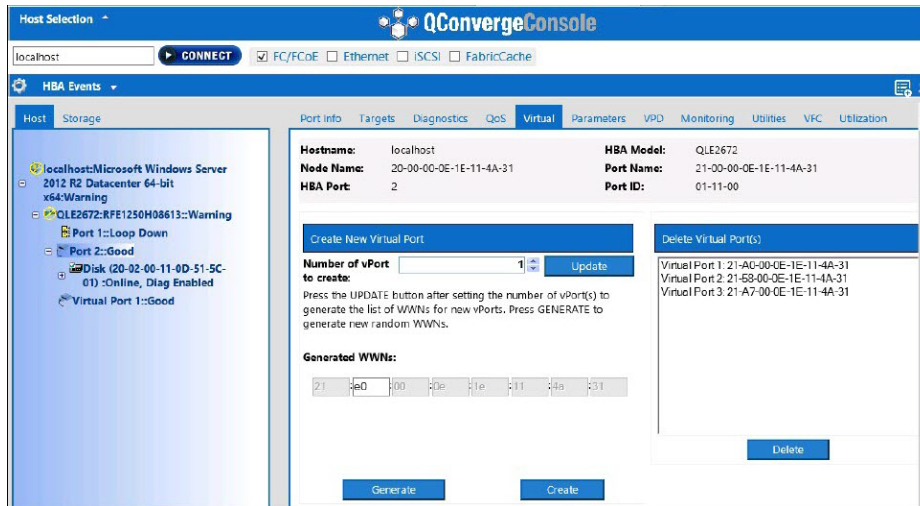 Host Selection
QConvergeConsole
localhost
CONNECT
FC/FCoE
Ethernet
iSCSI
FabricCache
HBA Events
Host
Storage
Port Info
Targets
Diagnostics
QoS
Virtual
Parameters
VPD
Monitoring
Utilities
VFC
Utilization
localhost:Microsoft Windows Server
2012 R2 Datacenter 64-bit
x64:Warning
QLE2672:RFE1250H08613::Warning
Port 1::Loop Down
Port 2::Good
Disk (20-02-00-11-0D-51-5C-
01) :Online, Diag Enabled
Virtual Port 1::Good
Hostname: localhost
HBA Model: QLE2672
Node Name: 20-00-00-0E-1E-11-4A-31
Port Name: 21-00-00-0E-1E-11-4A-31
HBA Port: 2
Port ID: 01-11-00
Create New Virtual Port
Number of vPort
to create:
1
Update
Press the UPDATE button after setting the number of vPort(s) to
generate the list of WWNs for new vPorts. Press GENERATE to
generate new random WWNs.
Generated WWNs:
21 :e0 :00 :0e :1e :11 :4a :31
Generate
Create
Delete Virtual Port(s)
Virtual Port 1: 21-A0-00-0E-1E-11-4A-31
Virtual Port 2: 21-68-00-0E-1E-11-4A-31
Virtual Port 3: 21-A7-00-0E-1E-11-4A-31
Delete